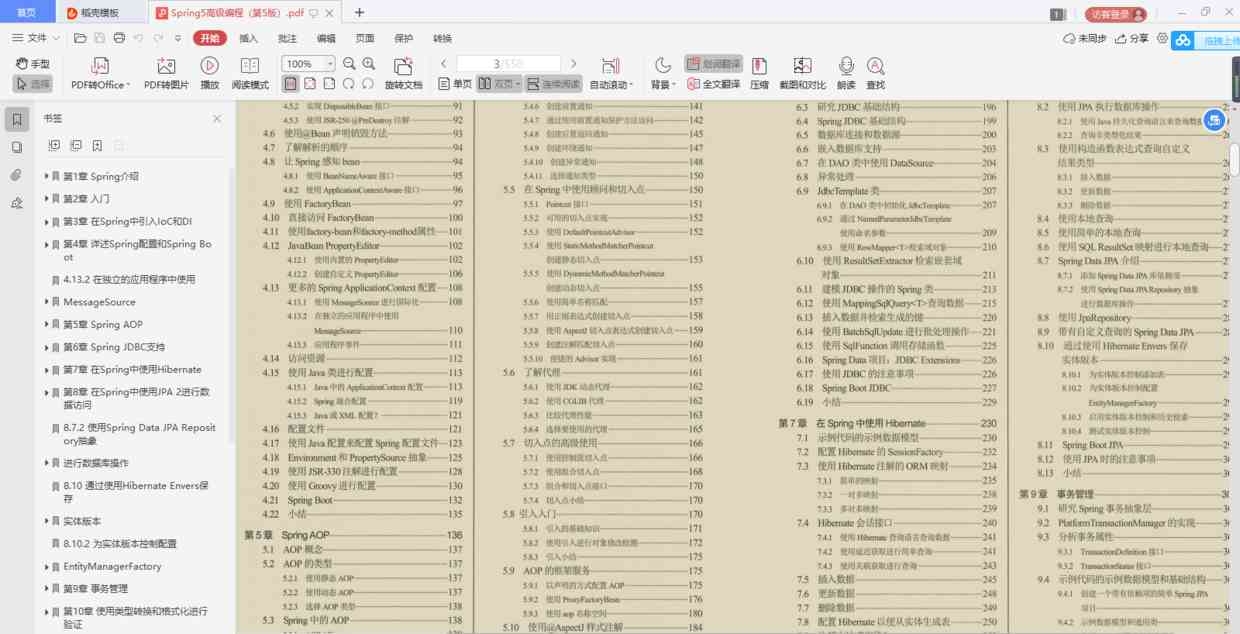 首页
稻壳模板
Spring5高级编程（第5版）.pdf
1
访客登录
文件
开始
插入
批注
编辑
页面
保护
转换
未同步
分享
拖拽上传
手型
选择
PDF转Office
PDF转图片
播放
阅读模式
100%
旋转文档
3/550
单页
双页
连续阅读
自动滚动
背景
划词翻译
全文翻译
压缩
截图和对比
朗读
查找
书签
第1章 Spring介绍
第2章 入门
第3章 在Spring中引入IoC和DI
第4章 详述Spring配置和Spring Bo
ot
4.13.2 在独立的应用程序中使用
MessageSource
第5章 Spring AOP
第6章 Spring JDBC支持
第7章 在Spring中使用Hibernate
第8章 在Spring中使用JPA 2进行数
据访问
8.7.2 使用Spring Data JPA Reposit
ory抽象
进行数据库操作
8.10 通过使用Hibernate Envers保
存
实体版本
8.10.2 为实体版本控制配置
EntityManagerFactory
第9章 事务管理
第10章 使用类型转换和格式化进行
验证
4.5.2 实现 DisposableBean 接口 91
4.5.3 使用 JSR-250 @PreDestroy 注解 92
4.6 使用@Bean 声明销毁方法 93
4.7 了解解析的顺序 94
4.8 让 Spring 感知 bean 94
4.8.1 使用 BeanNameAware 接口 95
4.8.2 使用 ApplicationContextAware 接口 96
4.9 使用 FactoryBean 97
4.10 直接访问 FactoryBean 100
4.11 使用factory-bean和factory-method属性 101
4.12 JavaBean PropertyEditor 102
4.12.1 使用内置的 PropertyEditor 102
4.12.2 创建自定义 PropertyEditor 106
4.13 更多的 Spring ApplicationContext 配置 108
4.13.1 使用 MessageSource 进行国际化 108
4.13.2 在独立的应用程序中使用
MessageSource 110
4.13.3 应用程序事件 111
4.14 访问资源 112
4.15 使用 Java 类进行配置 113
4.15.1 Java 中的 ApplicationContext 配置 113
4.15.2 Spring 混合配置 119
4.15.3 Java 或 XML 配置？ 121
4.16 配置文件 121
4.17 使用 Java 配置来配置 Spring 配置文件 123
4.18 Environment 和 PropertySource 抽象 125
4.19 使用 JSR-330 注解进行配置 128
4.20 使用 Groovy 进行配置 130
4.21 Spring Boot 132
4.22 小结 135
第 5 章 Spring AOP 136
5.1 AOP 概念 137
5.2 AOP 的类型 137
5.2.1 使用静态 AOP 137
5.2.2 使用动态 AOP 137
5.2.3 选择 AOP 类型 138
5.3 Spring 中的 AOP 138
5.4.6 创建前置通知 141
5.4.7 通过使用前置通知保护方法访问 142
5.4.8 创建后置返回通知 145
5.4.9 创建环绕通知 147
5.4.10 创建异常通知 148
5.4.11 选择通知类型 150
5.5 在 Spring 中使用顾问和切入点 150
5.5.1 Pointcut 接口 151
5.5.2 可用的切入点实现 152
5.5.3 使用 DefaultPointcutAdvisor 152
5.5.4 使用 StaticMethodMatcherPointcut
创建静态切入点 153
5.5.5 使用 DynamicMethodMatcherPointcut
创建动态切入点 155
5.5.6 使用简单名称匹配 157
5.5.7 用正则表达式创建切入点 158
5.5.8 使用 AspectJ 切入点表达式创建切入点 159
5.5.9 创建注解匹配切入点 160
5.5.10 便捷的 Advisor 实现 161
5.6 了解代理 161
5.6.1 使用 JDK 动态代理 162
5.6.2 使用 CGLIB 代理 162
5.6.3 比较代理性能 163
5.6.4 选择要使用的代理 165
5.7 切入点的高级使用 166
5.7.1 使用控制流切入点 166
5.7.2 使用组合切入点 168
5.7.3 组合和切入点接口 170
5.7.4 切入点小结 170
5.8 引入入门 170
5.8.1 引入的基础知识 171
5.8.2 使用引入进行对象修改检测 172
5.8.3 引入小结 175
5.9 AOP 的框架服务 175
5.9.1 以声明的方式配置 AOP 175
5.9.2 使用 ProxyFactoryBean 176
5.9.3 使用 aop 名称空间 180
5.10 使用@AspectJ 样式注解 184
6.3 研究 JDBC 基础结构 196
6.4 Spring JDBC 基础结构 199
6.5 数据库连接和数据源 200
6.6 嵌入数据库支持 203
6.7 在 DAO 类中使用 DataSource 204
6.8 异常处理 206
6.9 JdbcTemplate 类 207
6.9.1 在 DAO 类中初始化 JdbcTemplate 207
6.9.2 通过 NamedParameterJdbcTemplate
使用命名参数 209
6.9.3 使用 RowMapper<T>检索域对象 210
6.10 使用 ResultSetExtractor 检索嵌套域
对象 211
6.11 建模 JDBC 操作的 Spring 类 213
6.12 使用 MappingSqlQuery<T>查询数据 215
6.13 插入数据并检索生成的键 220
6.14 使用 BatchSqlUpdate 进行批处理操作 221
6.15 使用 SqlFunction 调用存储函数 225
6.16 Spring Data 项目：JDBC Extensions 226
6.17 使用 JDBC 的注意事项 226
6.18 Spring Boot JDBC 227
6.19 小结 229
第 7 章 在 Spring 中使用 Hibernate 230
7.1 示例代码的示例数据模型 230
7.2 配置 Hibernate 的 SessionFactory 232
7.3 使用 Hibernate 注解的 ORM 映射 234
7.3.1 简单的映射 235
7.3.2 一对多映射 238
7.3.3 多对多映射 239
7.4 Hibernate 会话接口 240
7.4.1 使用 Hibernate 查询语言查询数据 240
7.4.2 使用延迟获取进行简单查询 241
7.4.3 使用关联获取进行查询 243
7.5 插入数据 245
7.6 更新数据 248
7.7 删除数据 249
7.8 配置 Hibernate 以便从实体生成表 250
8.2 使用 JPA 执行数据库操作
8.2.1 使用 Java 持久化查询语言来查询数据
8.2.2 查询非类型化结果
8.3 使用构造函数表达式查询自定义
结果类型
8.3.1 插入数据
8.3.2 更新数据
8.3.3 删除数据
8.4 使用本地查询
8.5 使用简单的本地查询
8.6 使用 SQL ResultSet 映射进行本地查询
8.7 Spring Data JPA 介绍
8.7.1 添加 Spring Data JPA 库依赖项
8.7.2 使用 Spring Data JPA Repository 抽象
进行数据库操作
8.8 使用 JpaRepository
8.9 带有自定义查询的 Spring Data JPA
8.10 通过使用 Hibernate Envers 保存
实体版本
8.10.1 为实体版本控制添加表
8.10.2 为实体版本控制配置
EntityManagerFactory
8.10.3 启用实体版本控制和历史检索
8.10.4 测试实体版本控制
8.11 Spring Boot JPA
8.12 使用 JPA 时的注意事项
8.13 小结
第 9 章 事务管理
9.1 研究 Spring 事务抽象层
9.2 PlatformTransactionManager 的实现
9.3 分析事务属性
9.3.1 TransactionDefinition 接口
9.3.2 TransactionStatus 接口
9.4 示例代码的示例数据模型和基础结构
9.4.1 创建一个带有依赖项的简单 Spring JPA
项目
9.4.2 示例数据模型和通用类